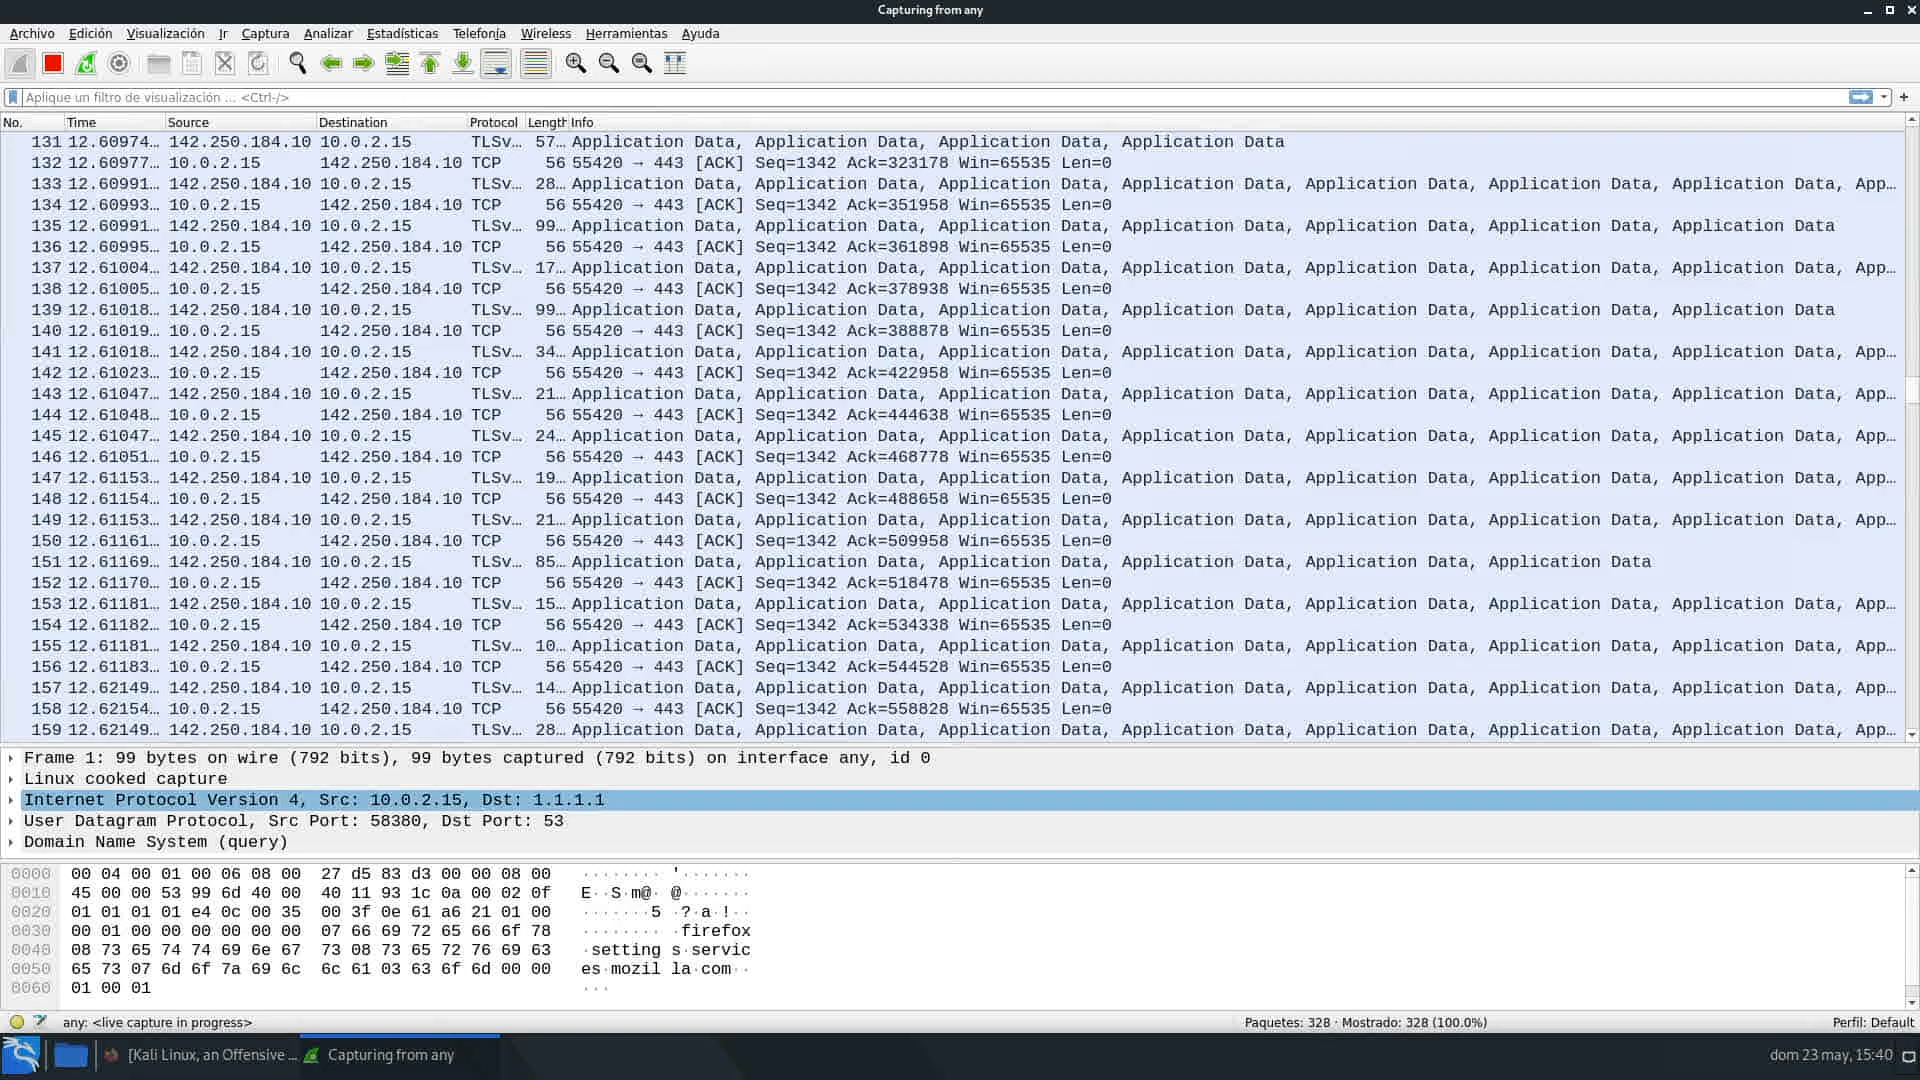 Capturing from any
Archivo Edición Visualización Ir Captura Analizar Estadísticas Telefonía Wireless Herramientas Ayuda
Aplique un filtro de visualización … <Ctrl-/>
No. Time Source Destination Protocol Length Info
131 12.60974… 142.250.184.10 10.0.2.15 TLSv… 57… Application Data, Application Data, Application Data, Application Data
132 12.60977… 10.0.2.15 142.250.184.10 TCP 56 55420 → 443 [ACK] Seq=1342 Ack=323178 Win=65535 Len=0
133 12.60991… 142.250.184.10 10.0.2.15 TLSv… 28… Application Data, Application Data, Application Data, Application Data, Application Data, Application Data, Application Data, App…
134 12.60993… 10.0.2.15 142.250.184.10 TCP 56 55420 → 443 [ACK] Seq=1342 Ack=351958 Win=65535 Len=0
135 12.60991… 142.250.184.10 10.0.2.15 TLSv… 99… Application Data, Application Data, Application Data, Application Data, Application Data, Application Data, Application Data
136 12.60995… 10.0.2.15 142.250.184.10 TCP 56 55420 → 443 [ACK] Seq=1342 Ack=361898 Win=65535 Len=0
137 12.61004… 142.250.184.10 10.0.2.15 TLSv… 17… Application Data, Application Data, Application Data, Application Data, Application Data, Application Data, Application Data, App…
138 12.61005… 10.0.2.15 142.250.184.10 TCP 56 55420 → 443 [ACK] Seq=1342 Ack=378938 Win=65535 Len=0
139 12.61018… 142.250.184.10 10.0.2.15 TLSv… 99… Application Data, Application Data, Application Data, Application Data, Application Data, Application Data, Application Data
140 12.61019… 10.0.2.15 142.250.184.10 TCP 56 55420 → 443 [ACK] Seq=1342 Ack=388878 Win=65535 Len=0
141 12.61018… 142.250.184.10 10.0.2.15 TLSv… 34… Application Data, Application Data, Application Data, Application Data, Application Data, Application Data, Application Data, App…
142 12.61023… 10.0.2.15 142.250.184.10 TCP 56 55420 → 443 [ACK] Seq=1342 Ack=422958 Win=65535 Len=0
143 12.61047… 142.250.184.10 10.0.2.15 TLSv… 21… Application Data, Application Data, Application Data, Application Data, Application Data, Application Data, Application Data, App…
144 12.61048… 10.0.2.15 142.250.184.10 TCP 56 55420 → 443 [ACK] Seq=1342 Ack=444638 Win=65535 Len=0
145 12.61047… 142.250.184.10 10.0.2.15 TLSv… 24… Application Data, Application Data, Application Data, Application Data, Application Data, Application Data, Application Data, App…
146 12.61051… 10.0.2.15 142.250.184.10 TCP 56 55420 → 443 [ACK] Seq=1342 Ack=468778 Win=65535 Len=0
147 12.61153… 142.250.184.10 10.0.2.15 TLSv… 19… Application Data, Application Data, Application Data, Application Data, Application Data, Application Data, Application Data, App…
148 12.61154… 10.0.2.15 142.250.184.10 TCP 56 55420 → 443 [ACK] Seq=1342 Ack=488658 Win=65535 Len=0
149 12.61153… 142.250.184.10 10.0.2.15 TLSv… 21… Application Data, Application Data, Application Data, Application Data, Application Data, Application Data, Application Data, App…
150 12.61161… 10.0.2.15 142.250.184.10 TCP 56 55420 → 443 [ACK] Seq=1342 Ack=509958 Win=65535 Len=0
151 12.61169… 142.250.184.10 10.0.2.15 TLSv… 85… Application Data, Application Data, Application Data, Application Data, Application Data, Application Data
152 12.61170… 10.0.2.15 142.250.184.10 TCP 56 55420 → 443 [ACK] Seq=1342 Ack=518478 Win=65535 Len=0
153 12.61181… 142.250.184.10 10.0.2.15 TLSv… 15… Application Data, Application Data, Application Data, Application Data, Application Data, Application Data, Application Data, App…
154 12.61182… 10.0.2.15 142.250.184.10 TCP 56 55420 → 443 [ACK] Seq=1342 Ack=534338 Win=65535 Len=0
155 12.61181… 142.250.184.10 10.0.2.15 TLSv… 10… Application Data, Application Data, Application Data, Application Data, Application Data, Application Data, Application Data, App…
156 12.61183… 10.0.2.15 142.250.184.10 TCP 56 55420 → 443 [ACK] Seq=1342 Ack=544528 Win=65535 Len=0
157 12.62149… 142.250.184.10 10.0.2.15 TLSv… 14… Application Data, Application Data, Application Data, Application Data, Application Data, Application Data, Application Data, App…
158 12.62154… 10.0.2.15 142.250.184.10 TCP 56 55420 → 443 [ACK] Seq=1342 Ack=558828 Win=65535 Len=0
159 12.62149… 142.250.184.10 10.0.2.15 TLSv… 28… Application Data, Application Data, Application Data, Application Data, Application Data, Application Data, Application Data, App…
Frame 1: 99 bytes on wire (792 bits), 99 bytes captured (792 bits) on interface any, id 0
Linux cooked capture
Internet Protocol Version 4, Src: 10.0.2.15, Dst: 1.1.1.1
User Datagram Protocol, Src Port: 58380, Dst Port: 53
Domain Name System (query)
0000 00 04 00 01 00 06 08 00 27 d5 83 d3 00 00 08 00 ········ '·······
0010 45 00 00 53 99 6d 40 00 40 11 93 1c 0a 00 02 0f E··S·m@· @·······
0020 01 01 01 01 e4 0c 00 35 00 3f 0e 61 a6 21 01 00 ·······5 ·?·a·!··
0030 00 01 00 00 00 00 00 00 07 66 69 72 65 66 6f 78 ········ ·firefox
0040 08 73 65 74 74 69 6e 67 73 08 73 65 72 76 69 63 ·setting s·servic
0050 65 73 07 6d 6f 7a 69 6c 6c 61 03 63 6f 6d 00 00 es·mozil la·com··
0060 01 00 01 ···
any: <live capture in progress> Paquetes: 328 · Mostrado: 328 (100.0%) Perfil: Default
[Kali Linux, an Offensive … Capturing from any dom 23 may, 15:40